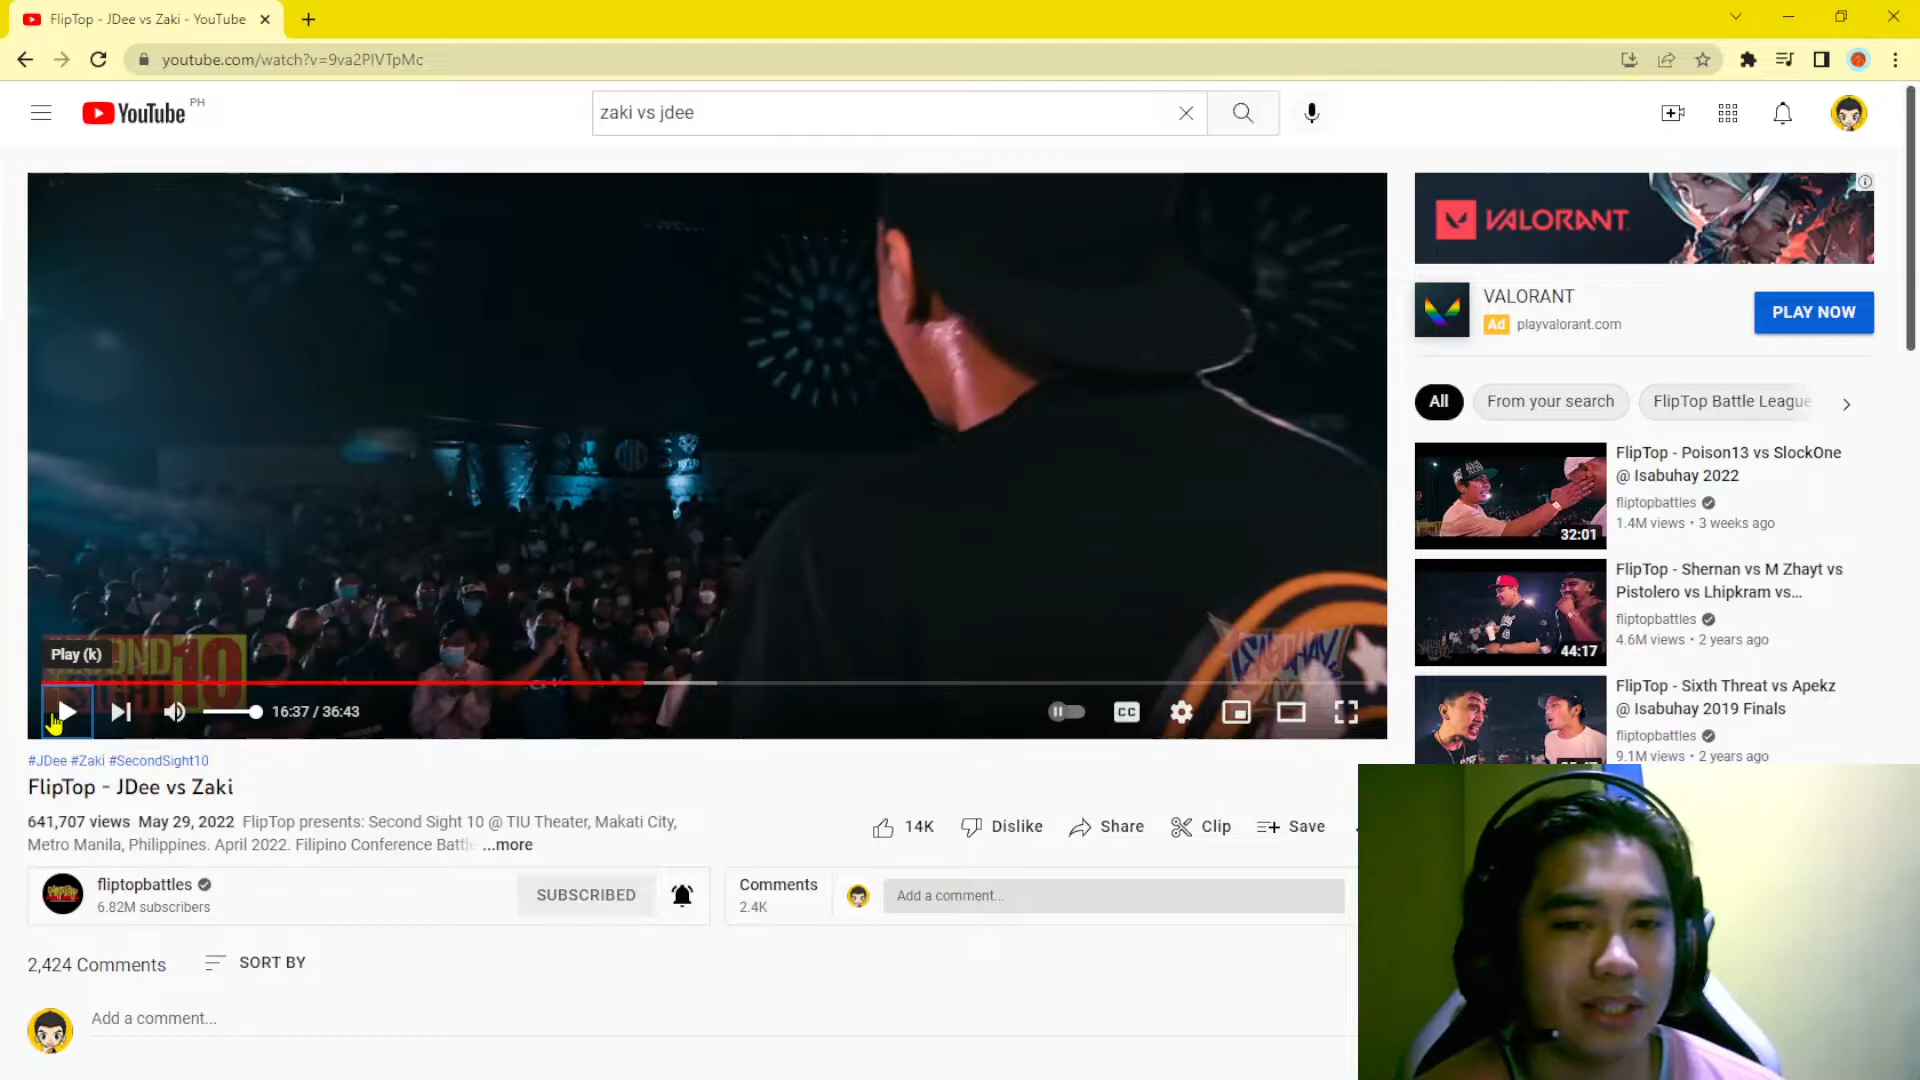 FlipTop - JDee vs Zaki - YouTube
youtube.com/watch?v=9va2PIVTpMc
YouTube PH
zaki vs jdee
VALORANT
VALORANT
Ad playvalorant.com
PLAY NOW
All
From your search
FlipTop Battle League
FlipTop - Poison13 vs SlockOne
@ Isabuhay 2022
fliptopbattles
1.4M views • 3 weeks ago
32:01
FlipTop - Shernan vs M Zhayt vs
Pistolero vs Lhipkram vs...
fliptopbattles
4.6M views • 2 years ago
44:17
FlipTop - Sixth Threat vs Apekz
@ Isabuhay 2019 Finals
fliptopbattles
9.1M views • 2 years ago
10
Play (k)
16:37 / 36:43
CC
#JDee #Zaki #SecondSight10
FlipTop - JDee vs Zaki
641,707 views May 29, 2022 FlipTop presents: Second Sight 10 @ TIU Theater, Makati City,
Metro Manila, Philippines. April 2022. Filipino Conference Battle ...more
14K
Dislike
Share
Clip
Save
fliptopbattles
6.82M subscribers
SUBSCRIBED
Comments
2.4K
Add a comment...
2,424 Comments
SORT BY
Add a comment...